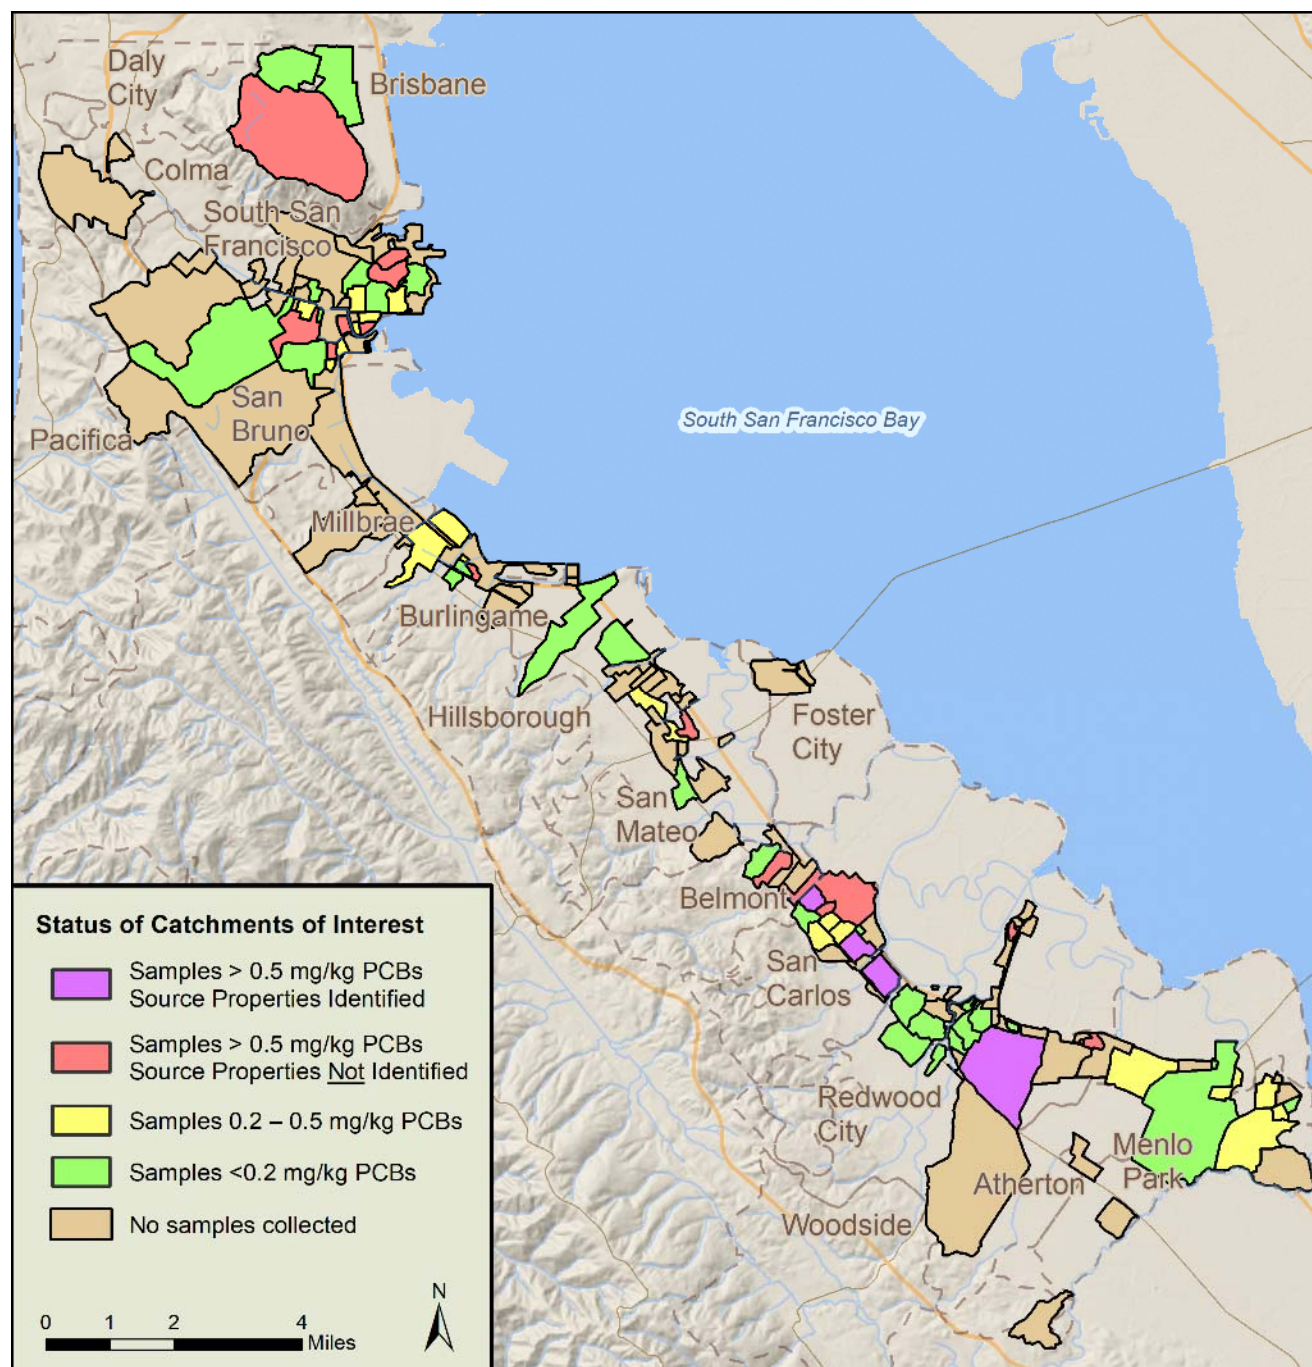 Daly
City
Brisbane
Colma
South San
Francisco
South San Francisco Bay
San
Bruno
Pacifica
Millbrae
Burlingame
Hillsborough
Foster
City
San
Mateo
Belmont
San
Carlos
Redwood
City
Menlo
Park
Atherton
Woodside
Status of Catchments of Interest
Samples > 0.5 mg/kg PCBs
Source Properties Identified
Samples > 0.5 mg/kg PCBs
Source Properties Not Identified
Samples 0.2 – 0.5 mg/kg PCBs
Samples <0.2 mg/kg PCBs
No samples collected
N
0 1 2 4
Miles